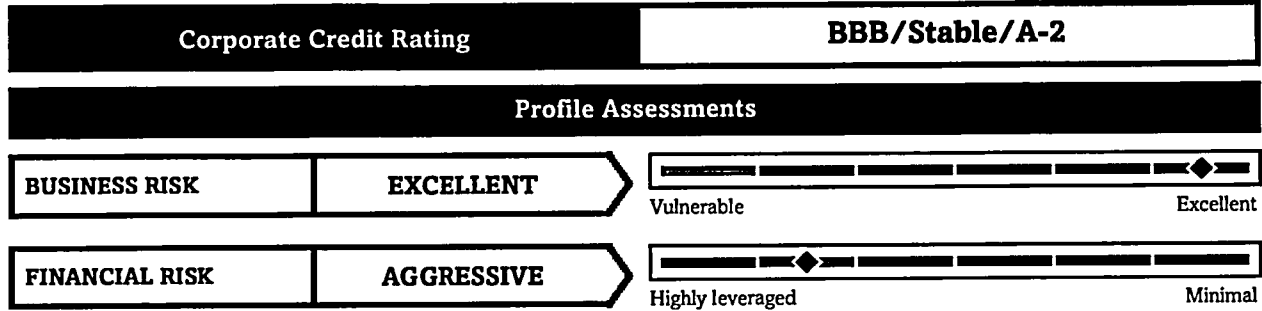 Corporate Credit Rating BBB/Stable/A-2
Profile Assessments
BUSINESS RISK EXCELLENT
Vulnerable Excellent
FINANCIAL RISK AGGRESSIVE
Highly leveraged Minimal